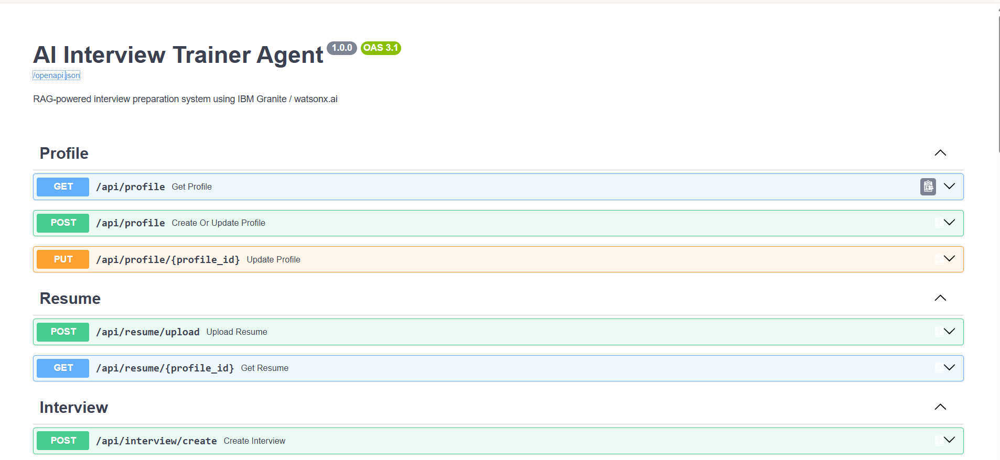 AI Interview Trainer Agent 1.0.0 OAS 3.1
/openapi.json
RAG-powered interview preparation system using IBM Granite / watsonx.ai
Profile
GET /api/profile Get Profile
POST /api/profile Create Or Update Profile
PUT /api/profile/{profile_id} Update Profile
Resume
POST /api/resume/upload Upload Resume
GET /api/resume/{profile_id} Get Resume
Interview
POST /api/interview/create Create Interview